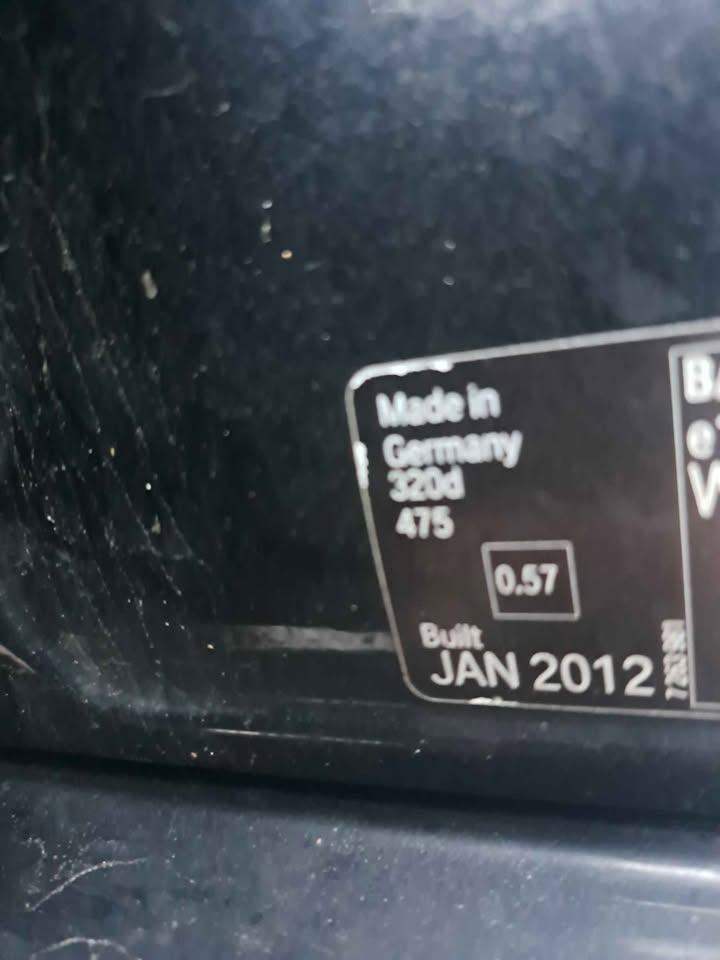 Made in
Germany
320d
475
0.57
Built
JAN 2012